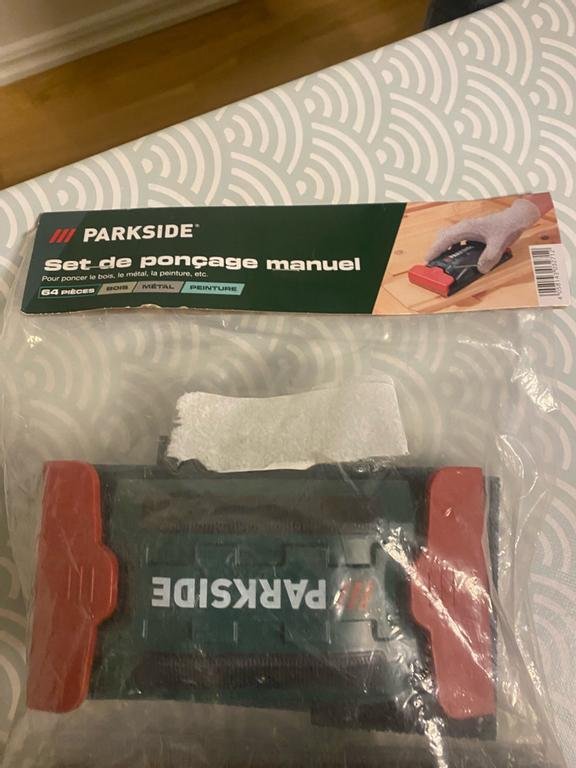 PARKSIDE®
Set de ponçage manuel
Pour poncer le bois, le métal, la peinture, etc.
64 PIÈCES BOIS MÉTAL PEINTURE
PARKSIDE